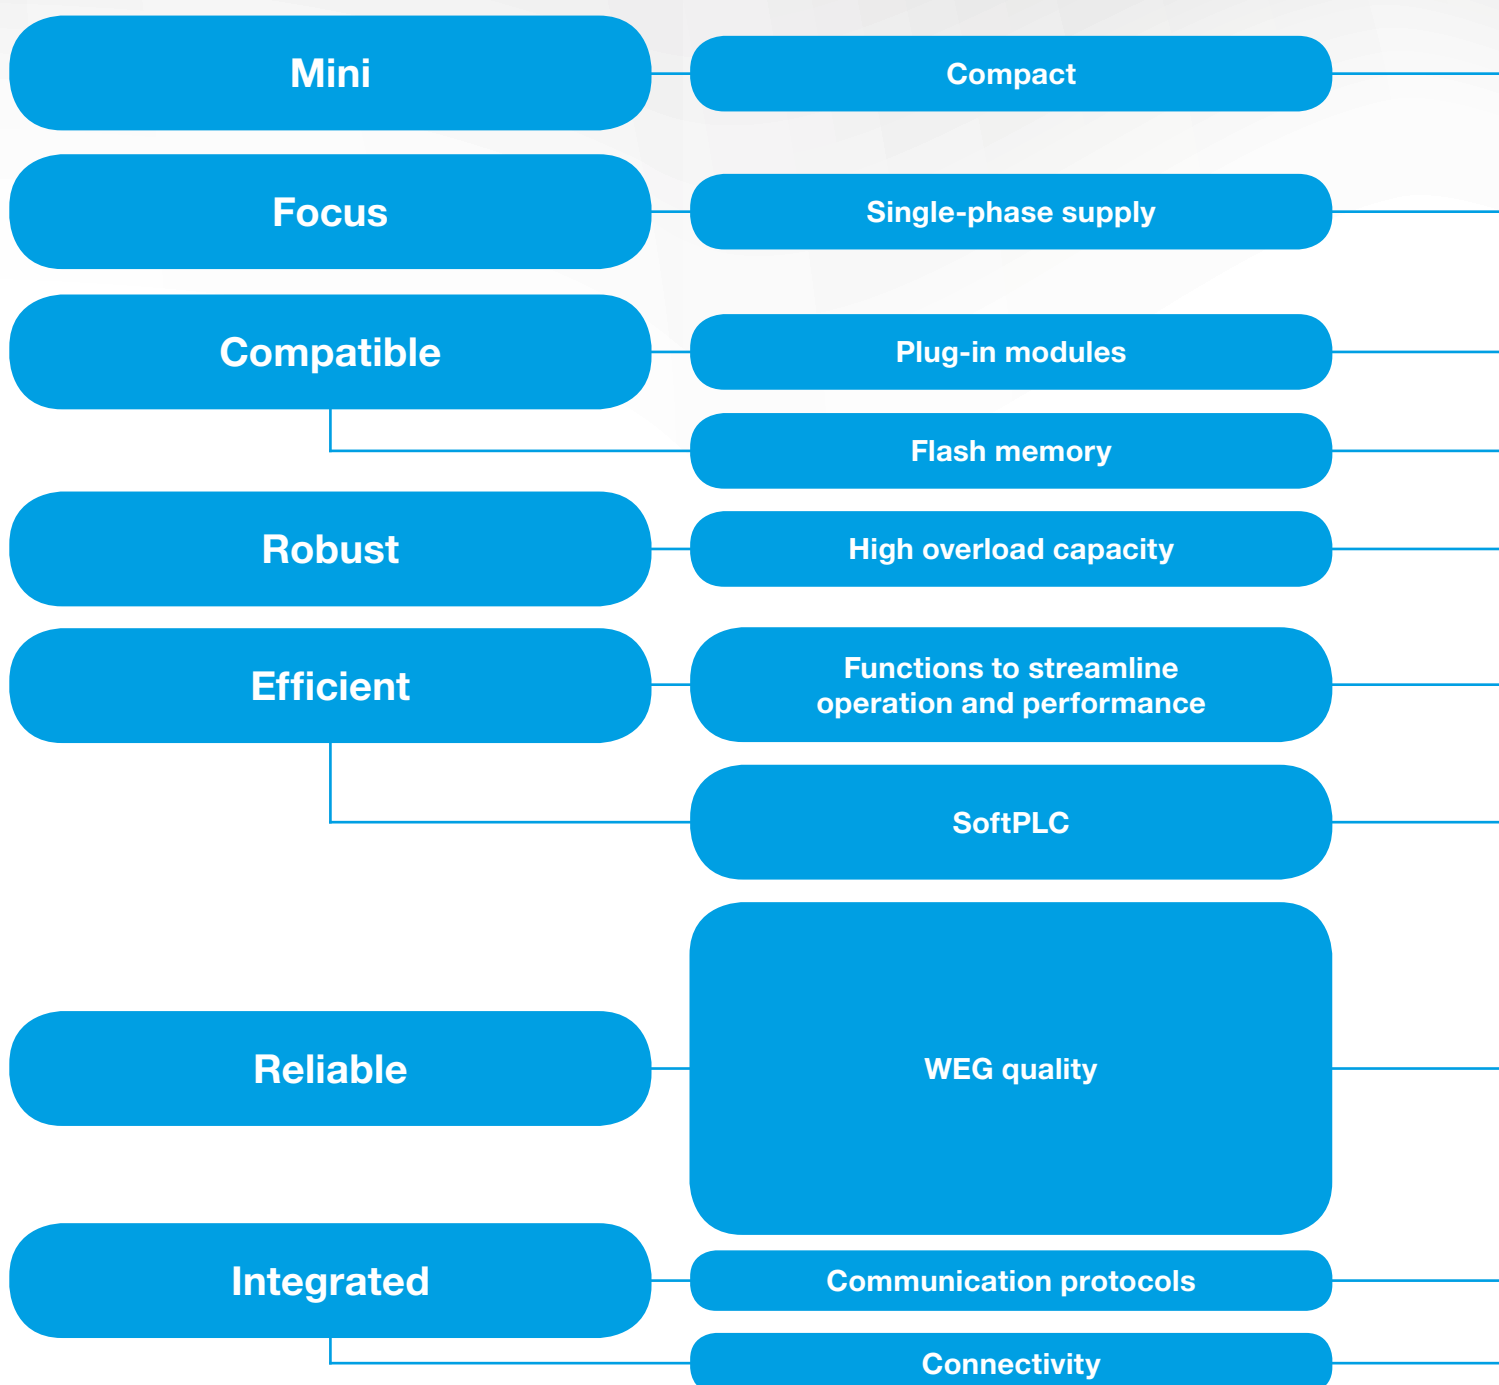 Mini
Compact
Focus
Single-phase supply
Compatible
Plug-in modules
Flash memory
Robust
High overload capacity
Efficient
Functions to streamline
operation and performance
SoftPLC
Reliable
WEG quality
Integrated
Communication protocols
Connectivity